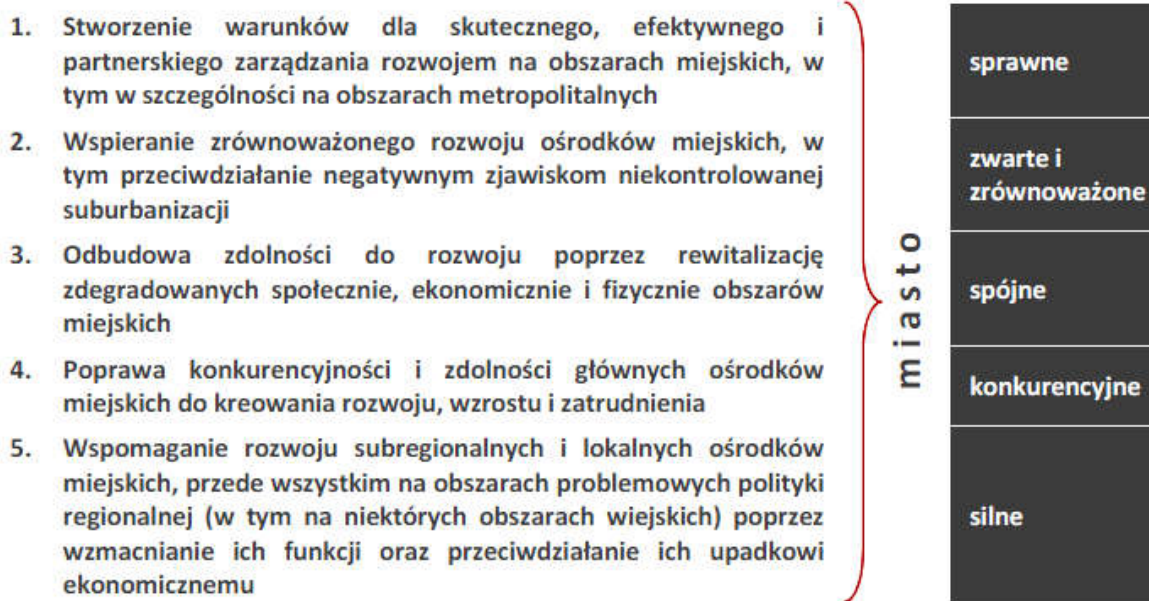 1. Stworzenie warunków dla skutecznego, efektywnego i
partnerskiego zarządzania rozwojem na obszarach miejskich, w
tym w szczególności na obszarach metropolitalnych
2. Wspieranie zrównoważonego rozwoju ośrodków miejskich, w
tym przeciwdziałanie negatywnym zjawiskom niekontrolowanej
suburbanizacji
3. Odbudowa zdolności do rozwoju poprzez rewitalizację
zdegradowanych społecznie, ekonomicznie i fizycznie obszarów
miejskich
4. Poprawa konkurencyjności i zdolności głównych ośrodków
miejskich do kreowania rozwoju, wzrostu i zatrudnienia
5. Wspomaganie rozwoju subregionalnych i lokalnych ośrodków
miejskich, przede wszystkim na obszarach problemowych polityki
regionalnej (w tym na niektórych obszarach wiejskich) poprzez
wzmacnianie ich funkcji oraz przeciwdziałanie ich upadkowi
ekonomicznemu
miasto
sprawne
zwarte i
zrównoważone
spójne
konkurencyjne
silne